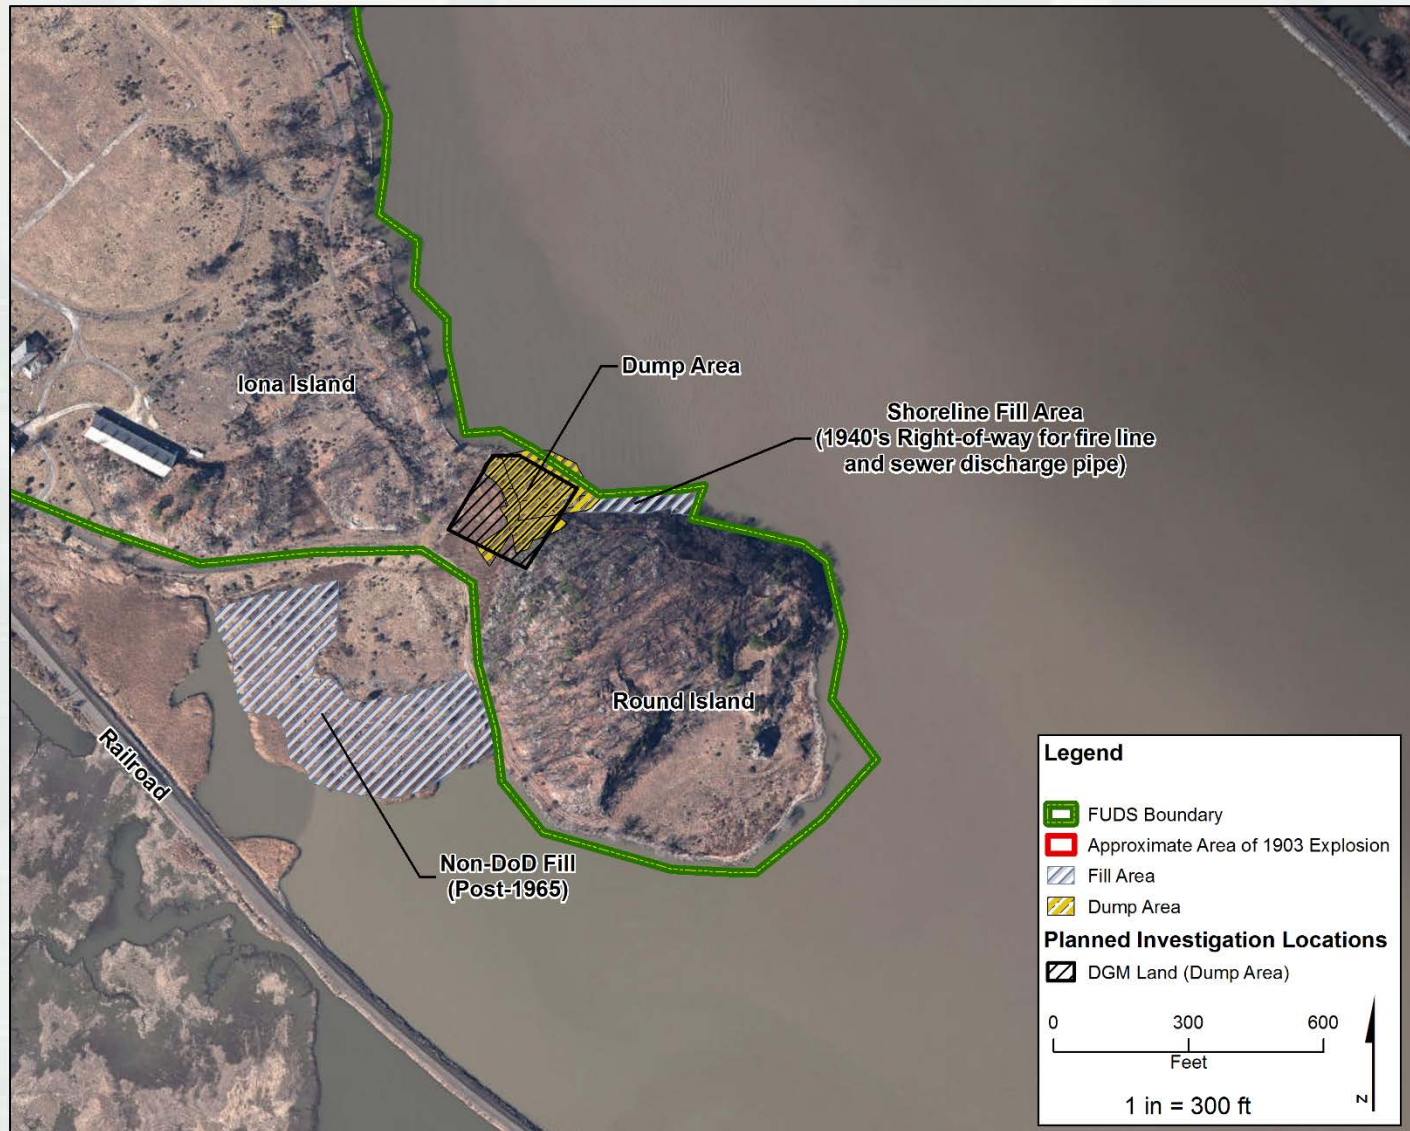 Iona Island
Dump Area
Shoreline Fill Area
(1940's Right-of-way for fire line
and sewer discharge pipe)
Round Island
Railroad
Non-DoD Fill
(Post-1965)
Legend
FUDS Boundary
Approximate Area of 1903 Explosion
Fill Area
Dump Area
Planned Investigation Locations
DGM Land (Dump Area)
0 300 600
Feet
1 in = 300 ft
N